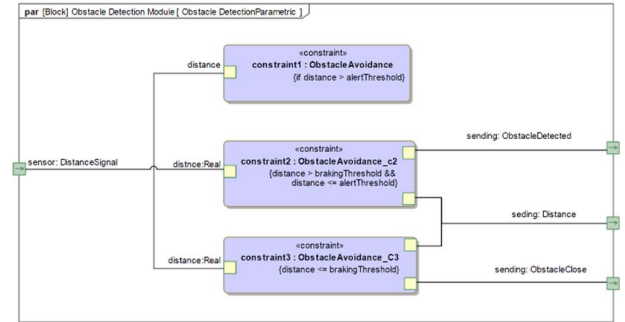 par [Block] Obstacle Detection Module [ Obstacle DetectionParametric ]
«constraint»
distance
constraint1 : ObstacleAvoidance
{if distance > alertThreshold}
sending: ObstacleDetected
«constraint»
sensor: DistanceSignal
distnce:Real
constraint2 : ObstacleAvoidance_c2
{distance > brakingThreshold &&
distance <= alertThreshold}
seding: Distance
«constraint»
distance:Real
constraint3 : ObstacleAvoidance_C3
{distance <= brakingThreshold}
sending: ObstacleClose